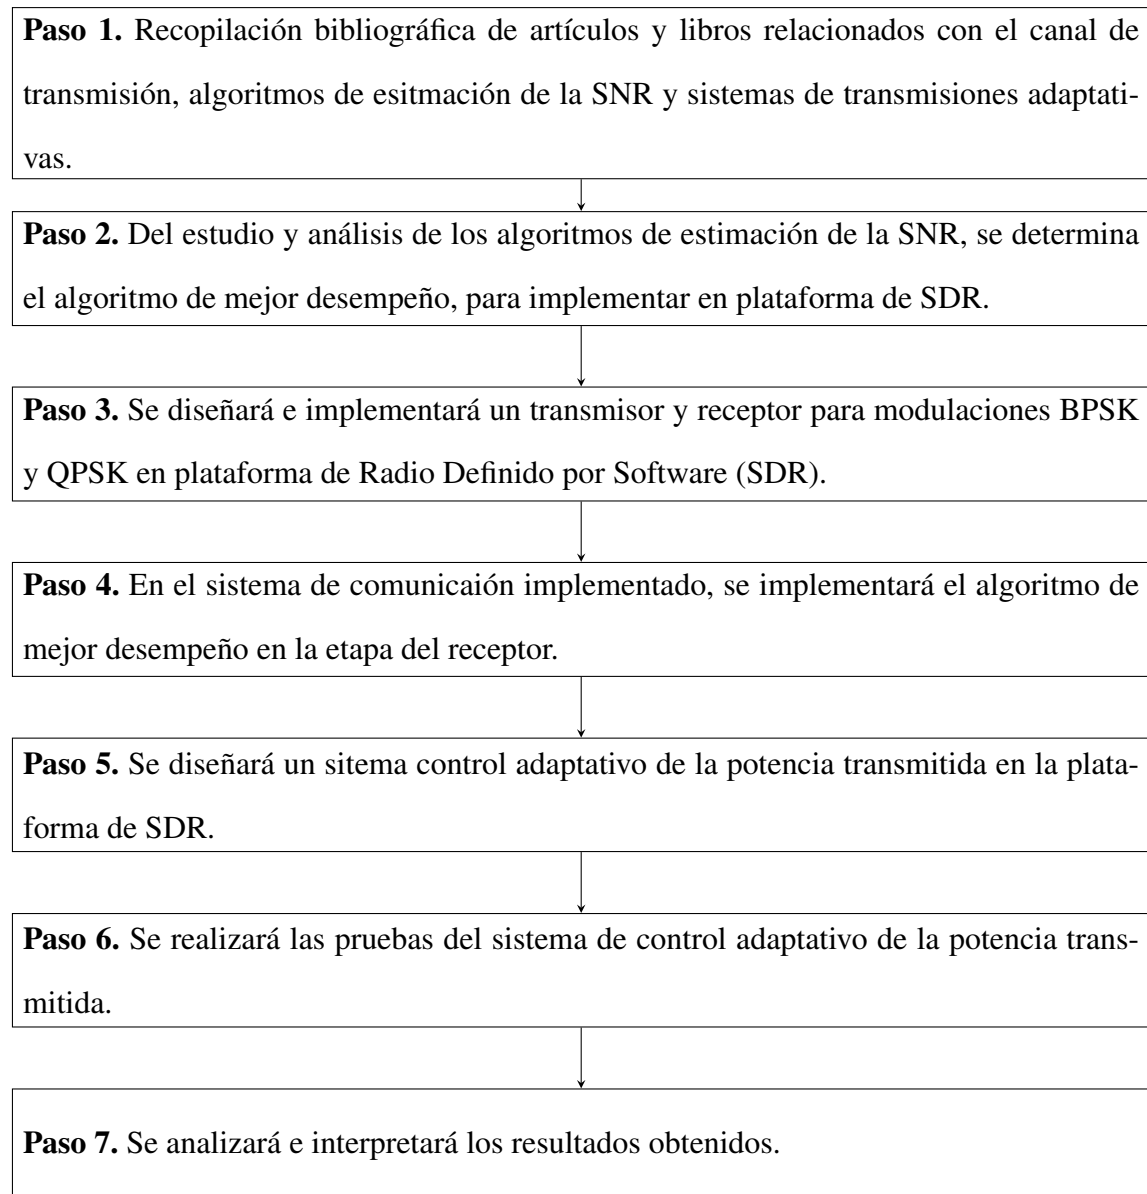 Paso 1. Recopilación bibliográfica de artículos y libros relacionados con el canal de
transmisión, algoritmos de esitmación de la SNR y sistemas de transmisiones adaptati-
vas.
Paso 2. Del estudio y análisis de los algoritmos de estimación de la SNR, se determina
el algoritmo de mejor desempeño, para implementar en plataforma de SDR.
Paso 3. Se diseñará e implementará un transmisor y receptor para modulaciones BPSK
y QPSK en plataforma de Radio Definido por Software (SDR).
Paso 4. En el sistema de comunicaión implementado, se implementará el algoritmo de
mejor desempeño en la etapa del receptor.
Paso 5. Se diseñará un sitema control adaptativo de la potencia transmitida en la plata-
forma de SDR.
Paso 6. Se realizará las pruebas del sistema de control adaptativo de la potencia trans-
mitida.
Paso 7. Se analizará e interpretará los resultados obtenidos.